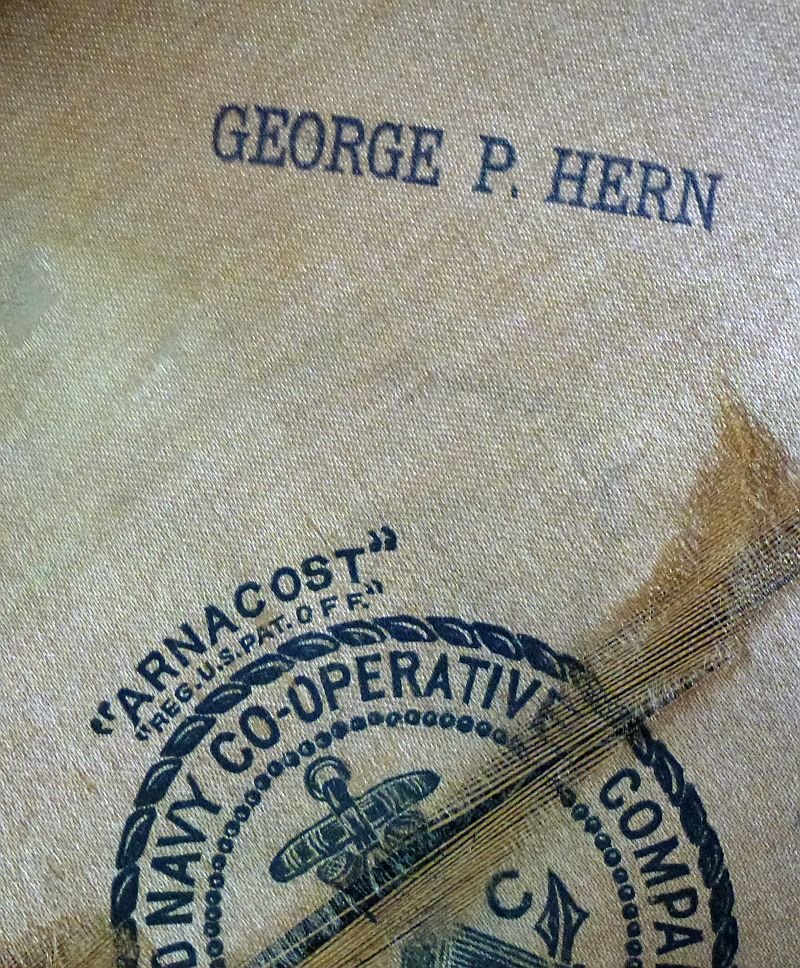 GEORGE P. HERN
"ARNACOST"
"REG. U.S. PAT. OFF."
D NAVY CO-OPERATIVE COMPA
C